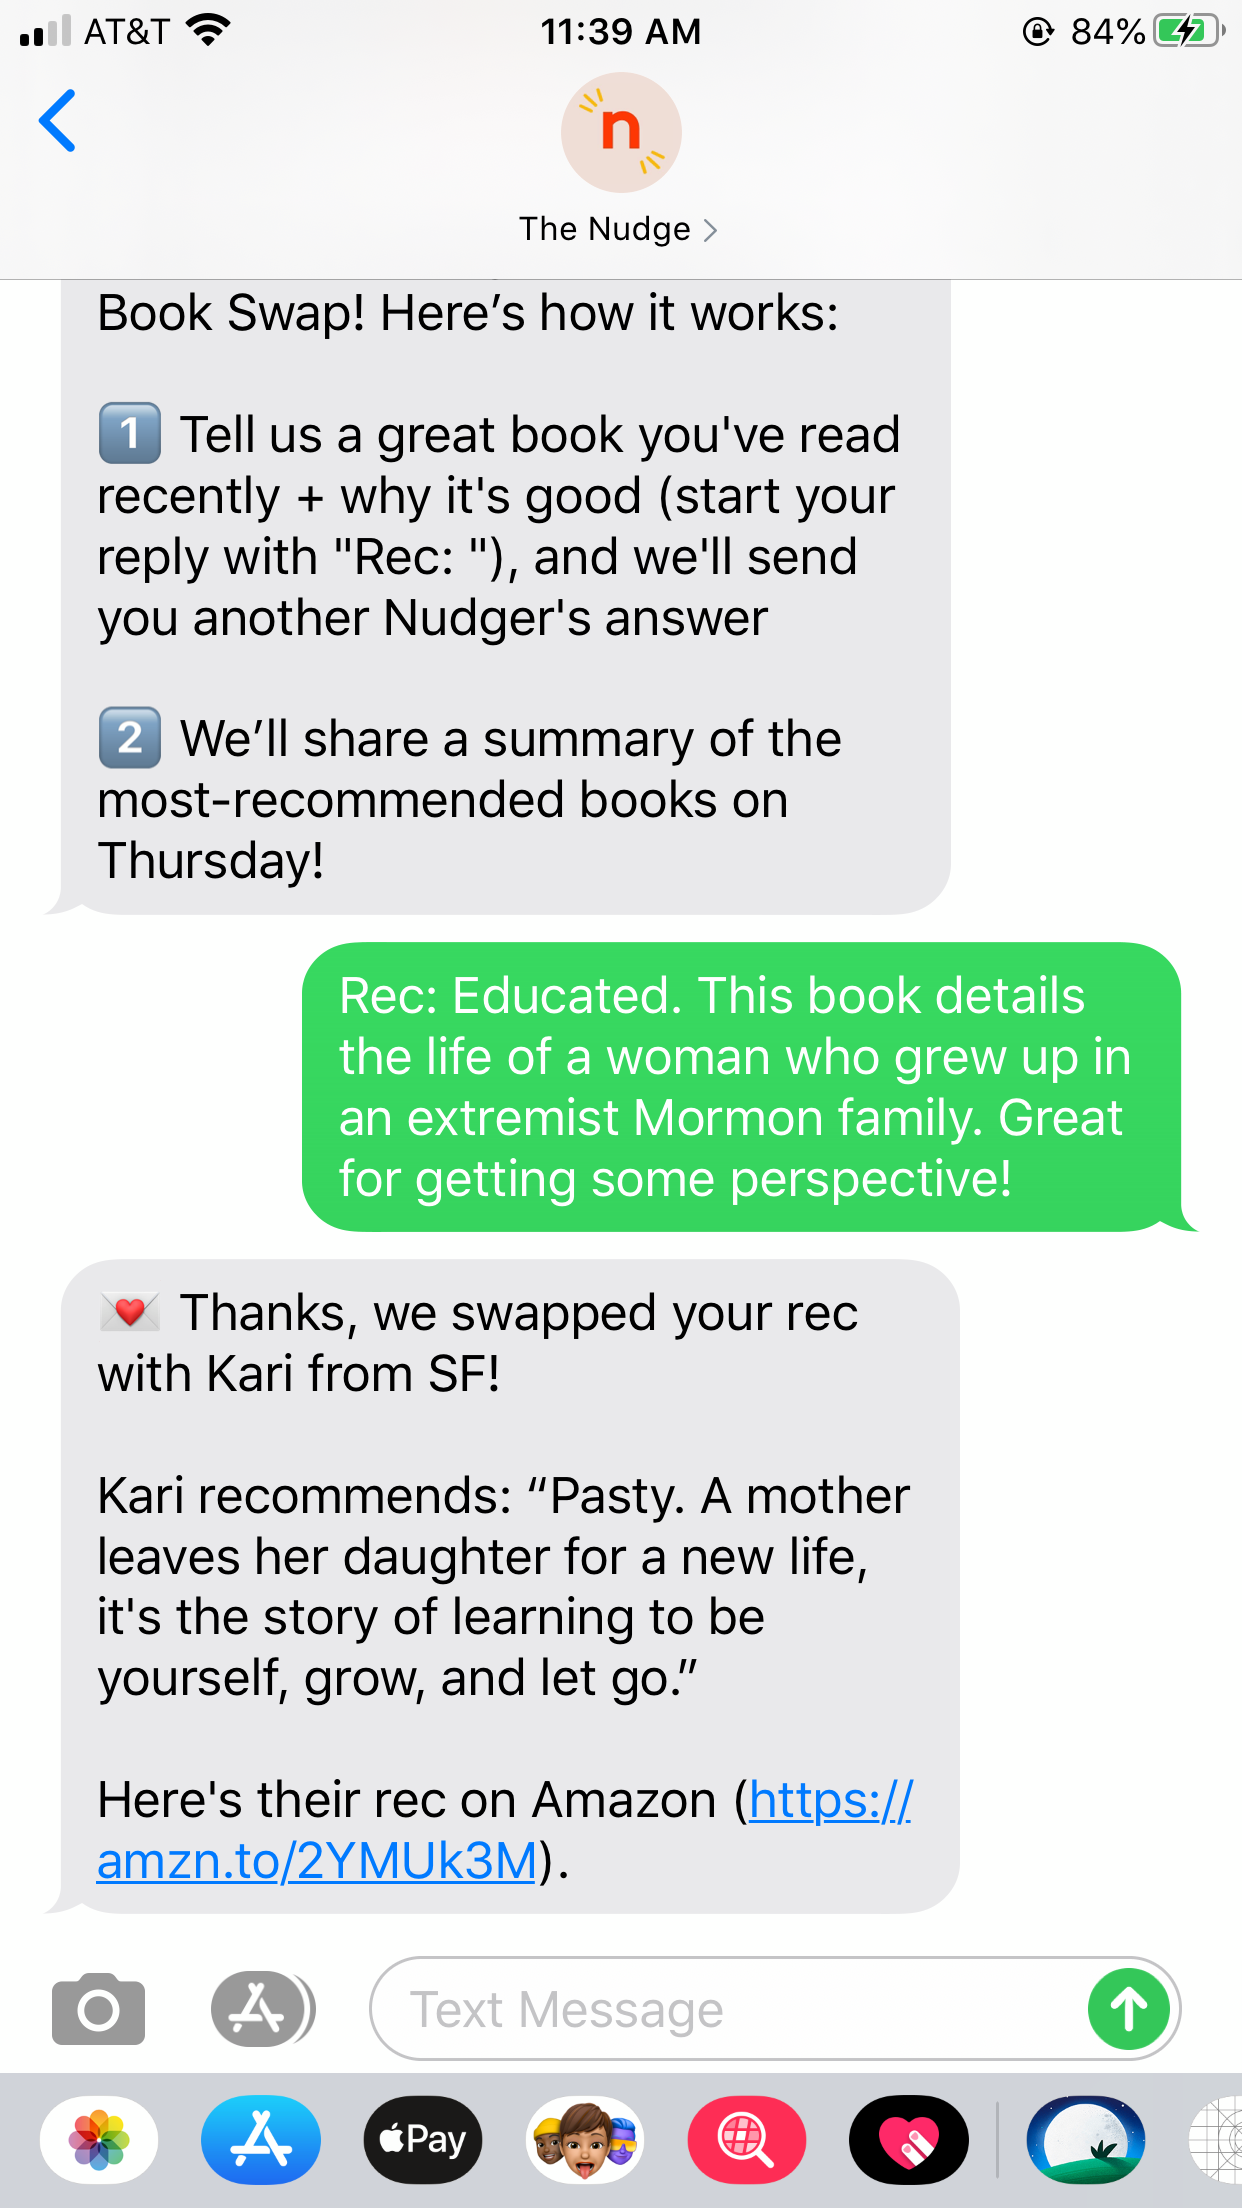 AT&T 11:39 AM 84%
n
The Nudge
Book Swap! Here’s how it works:
1 Tell us a great book you've read
recently + why it's good (start your
reply with "Rec: "), and we'll send
you another Nudger's answer
2 We’ll share a summary of the
most-recommended books on
Thursday!
Rec: Educated. This book details
the life of a woman who grew up in
an extremist Mormon family. Great
for getting some perspective!
💌 Thanks, we swapped your rec
with Kari from SF!
Kari recommends: “Pasty. A mother
leaves her daughter for a new life,
it's the story of learning to be
yourself, grow, and let go.”
Here's their rec on Amazon (https://
amzn.to/2YMUk3M).
Text Message
Pay